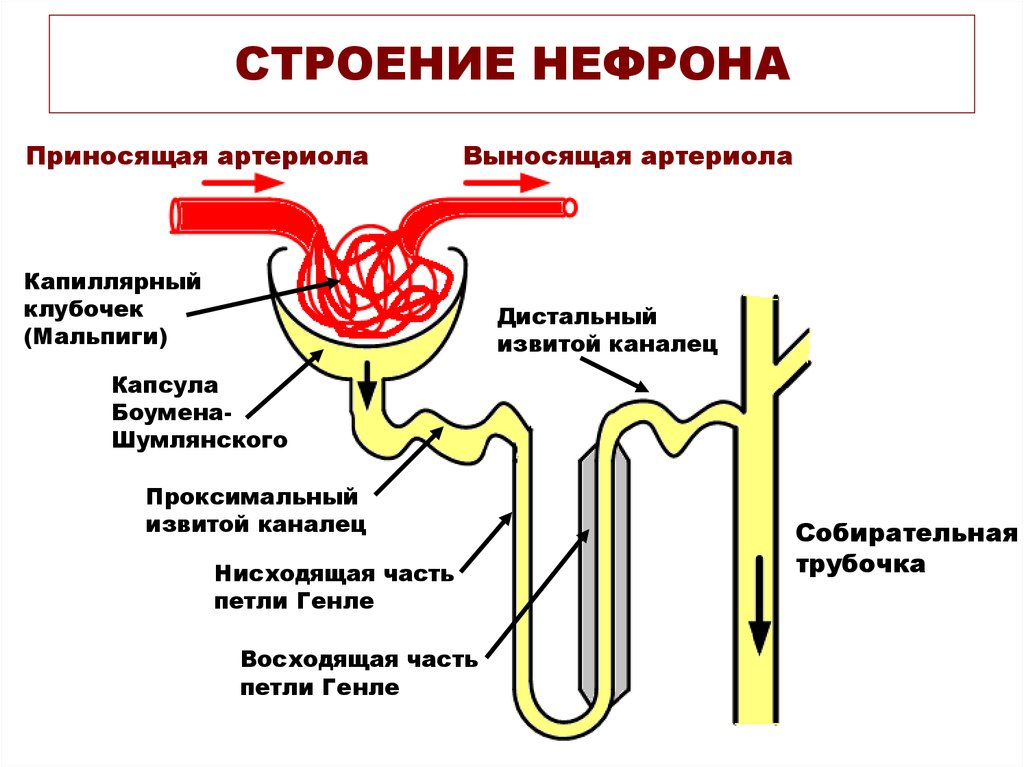 СТРОЕНИЕ НЕФРОНА
Приносящая артериола
Выносящая артериола
Капиллярный
клубочек
(Мальпиги)
Дистальный
извитой каналец
Капсула
Боумена-
Шумлянского
Проксимальный
извитой каналец
Собирательная
трубочка
Нисходящая часть
петли Генле
Восходящая часть
петли Генле